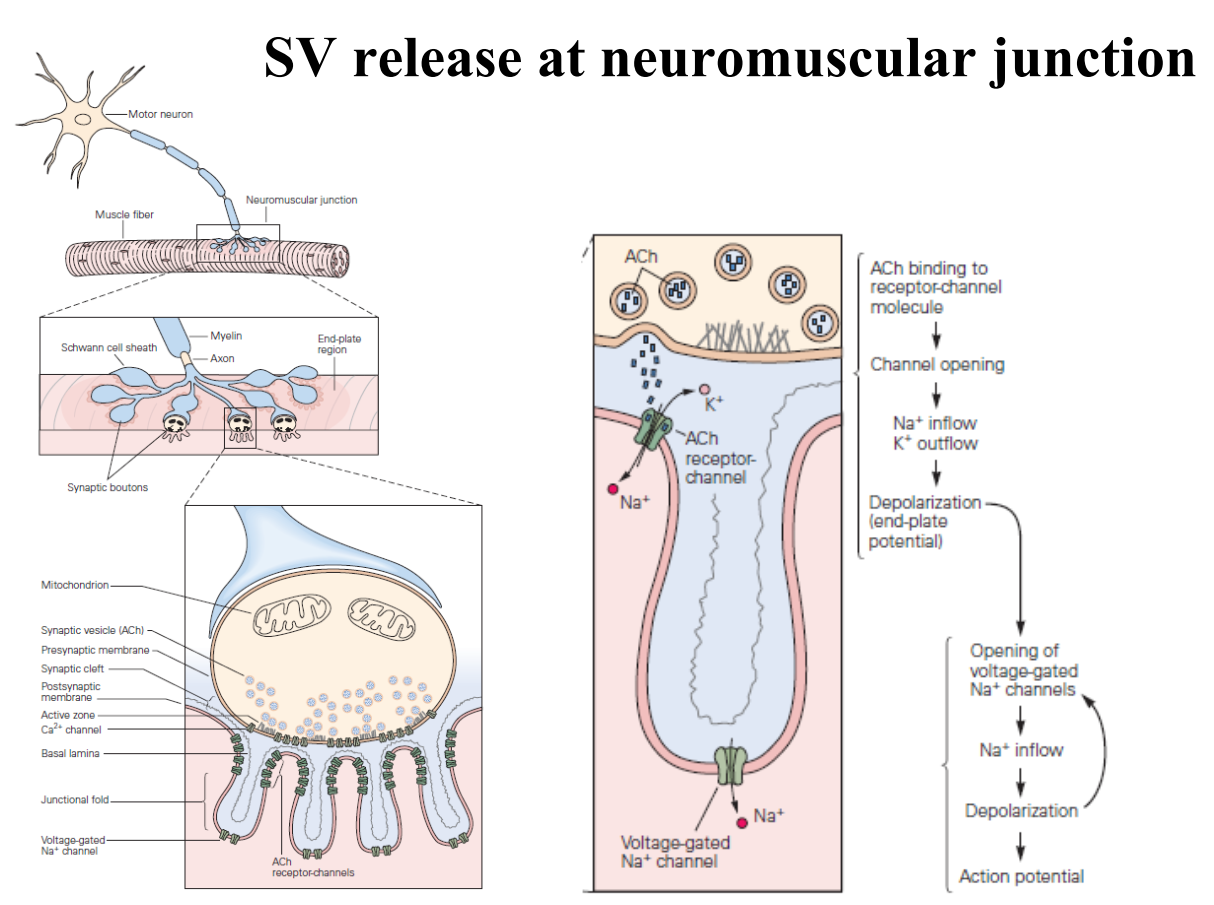 SV release at neuromuscular junction
Motor neuron
Neuromuscular junction
Muscle fiber
Myelin
Schwann cell sheath
Axon
End-plate
region
Synaptic boutons
Mitochondrion
Synaptic vesicle (ACh)
Presynaptic membrane
Synaptic cleft
Postsynaptic
membrane
Active zone
Ca²⁺ channel
Basal lamina
Junctional fold
Voltage-gated
Na⁺ channel
ACh
receptor-channels
ACh
K⁺
ACh
receptor-
channel
Na⁺
Na⁺
Voltage-gated
Na⁺ channel
ACh binding to
receptor-channel
molecule
Channel opening
Na⁺ inflow
K⁺ outflow
Depolarization
(end-plate
potential)
Opening of
voltage-gated
Na⁺ channels
Na⁺ inflow
Depolarization
Action potential